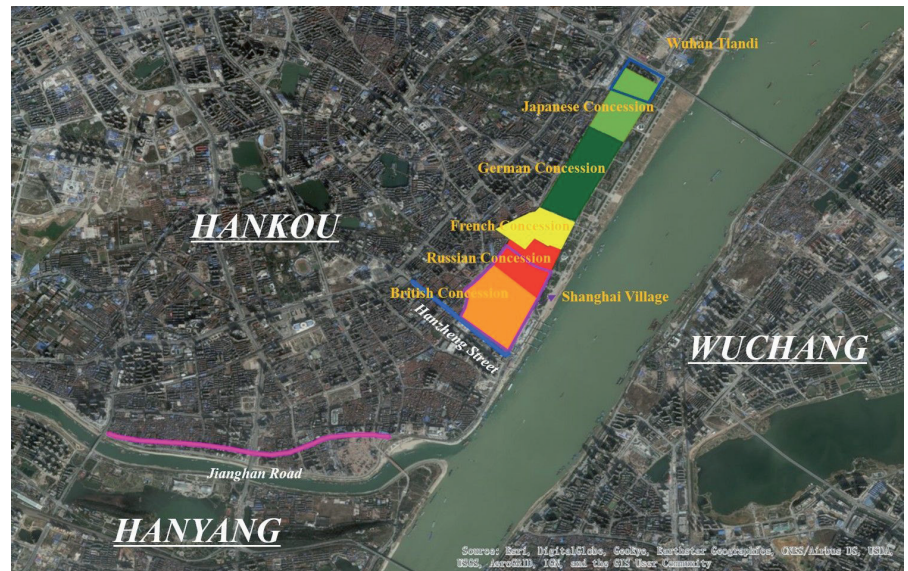 Wuhan Tiandi
Japanese Concession
German Concession
HANKOU
French Concession
Russian Concession
British Concession
Shanghai Village
Hanzheng Street
WUCHANG
Jianghan Road
HANYANG
Source: Esri, DigitalGlobe, GeoEye, Earthstar Geographics, CNES/Airbus DS, USDA,
USGS, AeroGRID, IGN, and the GIS User Community